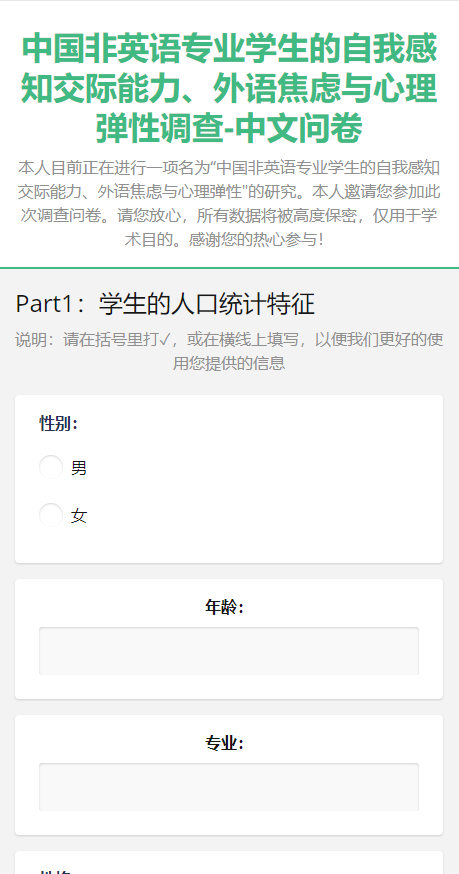 中国非英语专业学生的自我感
知交际能力、外语焦虑与心理
弹性调查-中文问卷
本人目前正在进行一项名为“中国非英语专业学生的自我感知
交际能力、外语焦虑与心理弹性"的研究。本人邀请您参加此
次调查问卷。请您放心，所有数据将被高度保密，仅用于学
术目的。感谢您的热心参与！
Part1：学生的人口统计特征
说明：请在括号里打✓，或在横线上填写，以便我们更好的使
用您提供的信息
性别：
男
女
年龄：
专业：